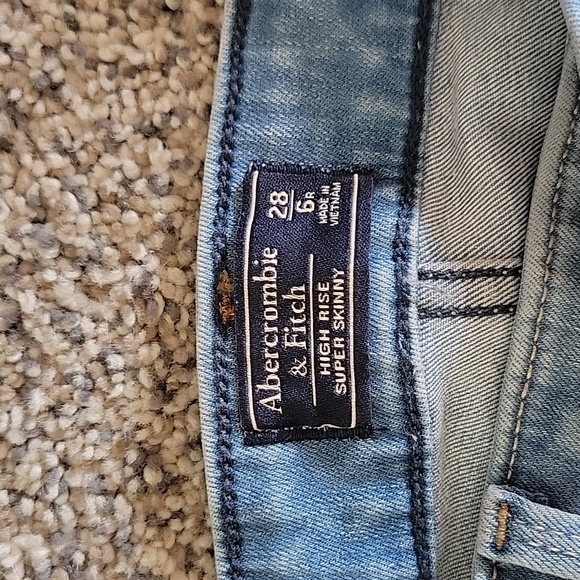 Abercrombie
& Fitch
HIGH RISE
SUPER SKINNY
28
6R
MADE IN
VIETNAM